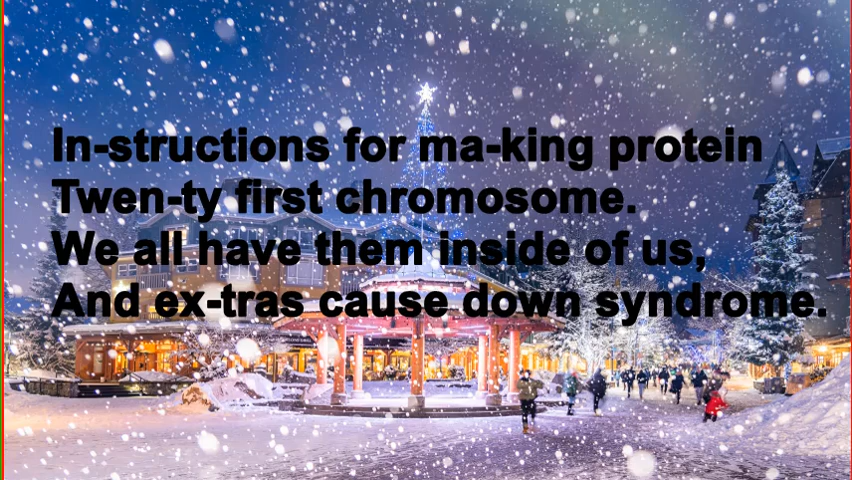 In-structions for ma-king protein
Twen-ty first chromosome.
We all have them inside of us,
And ex-tras cause down syndrome.